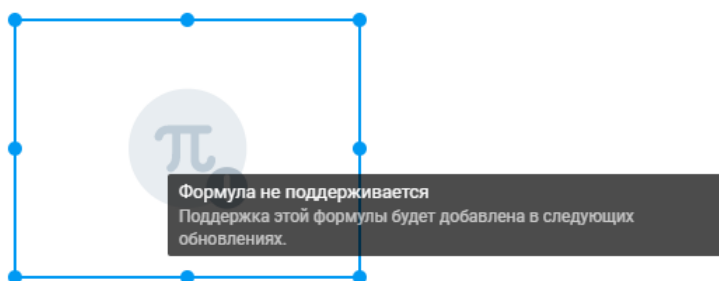 π
Формула не поддерживается
Поддержка этой формулы будет добавлена в следующих
обновлениях.